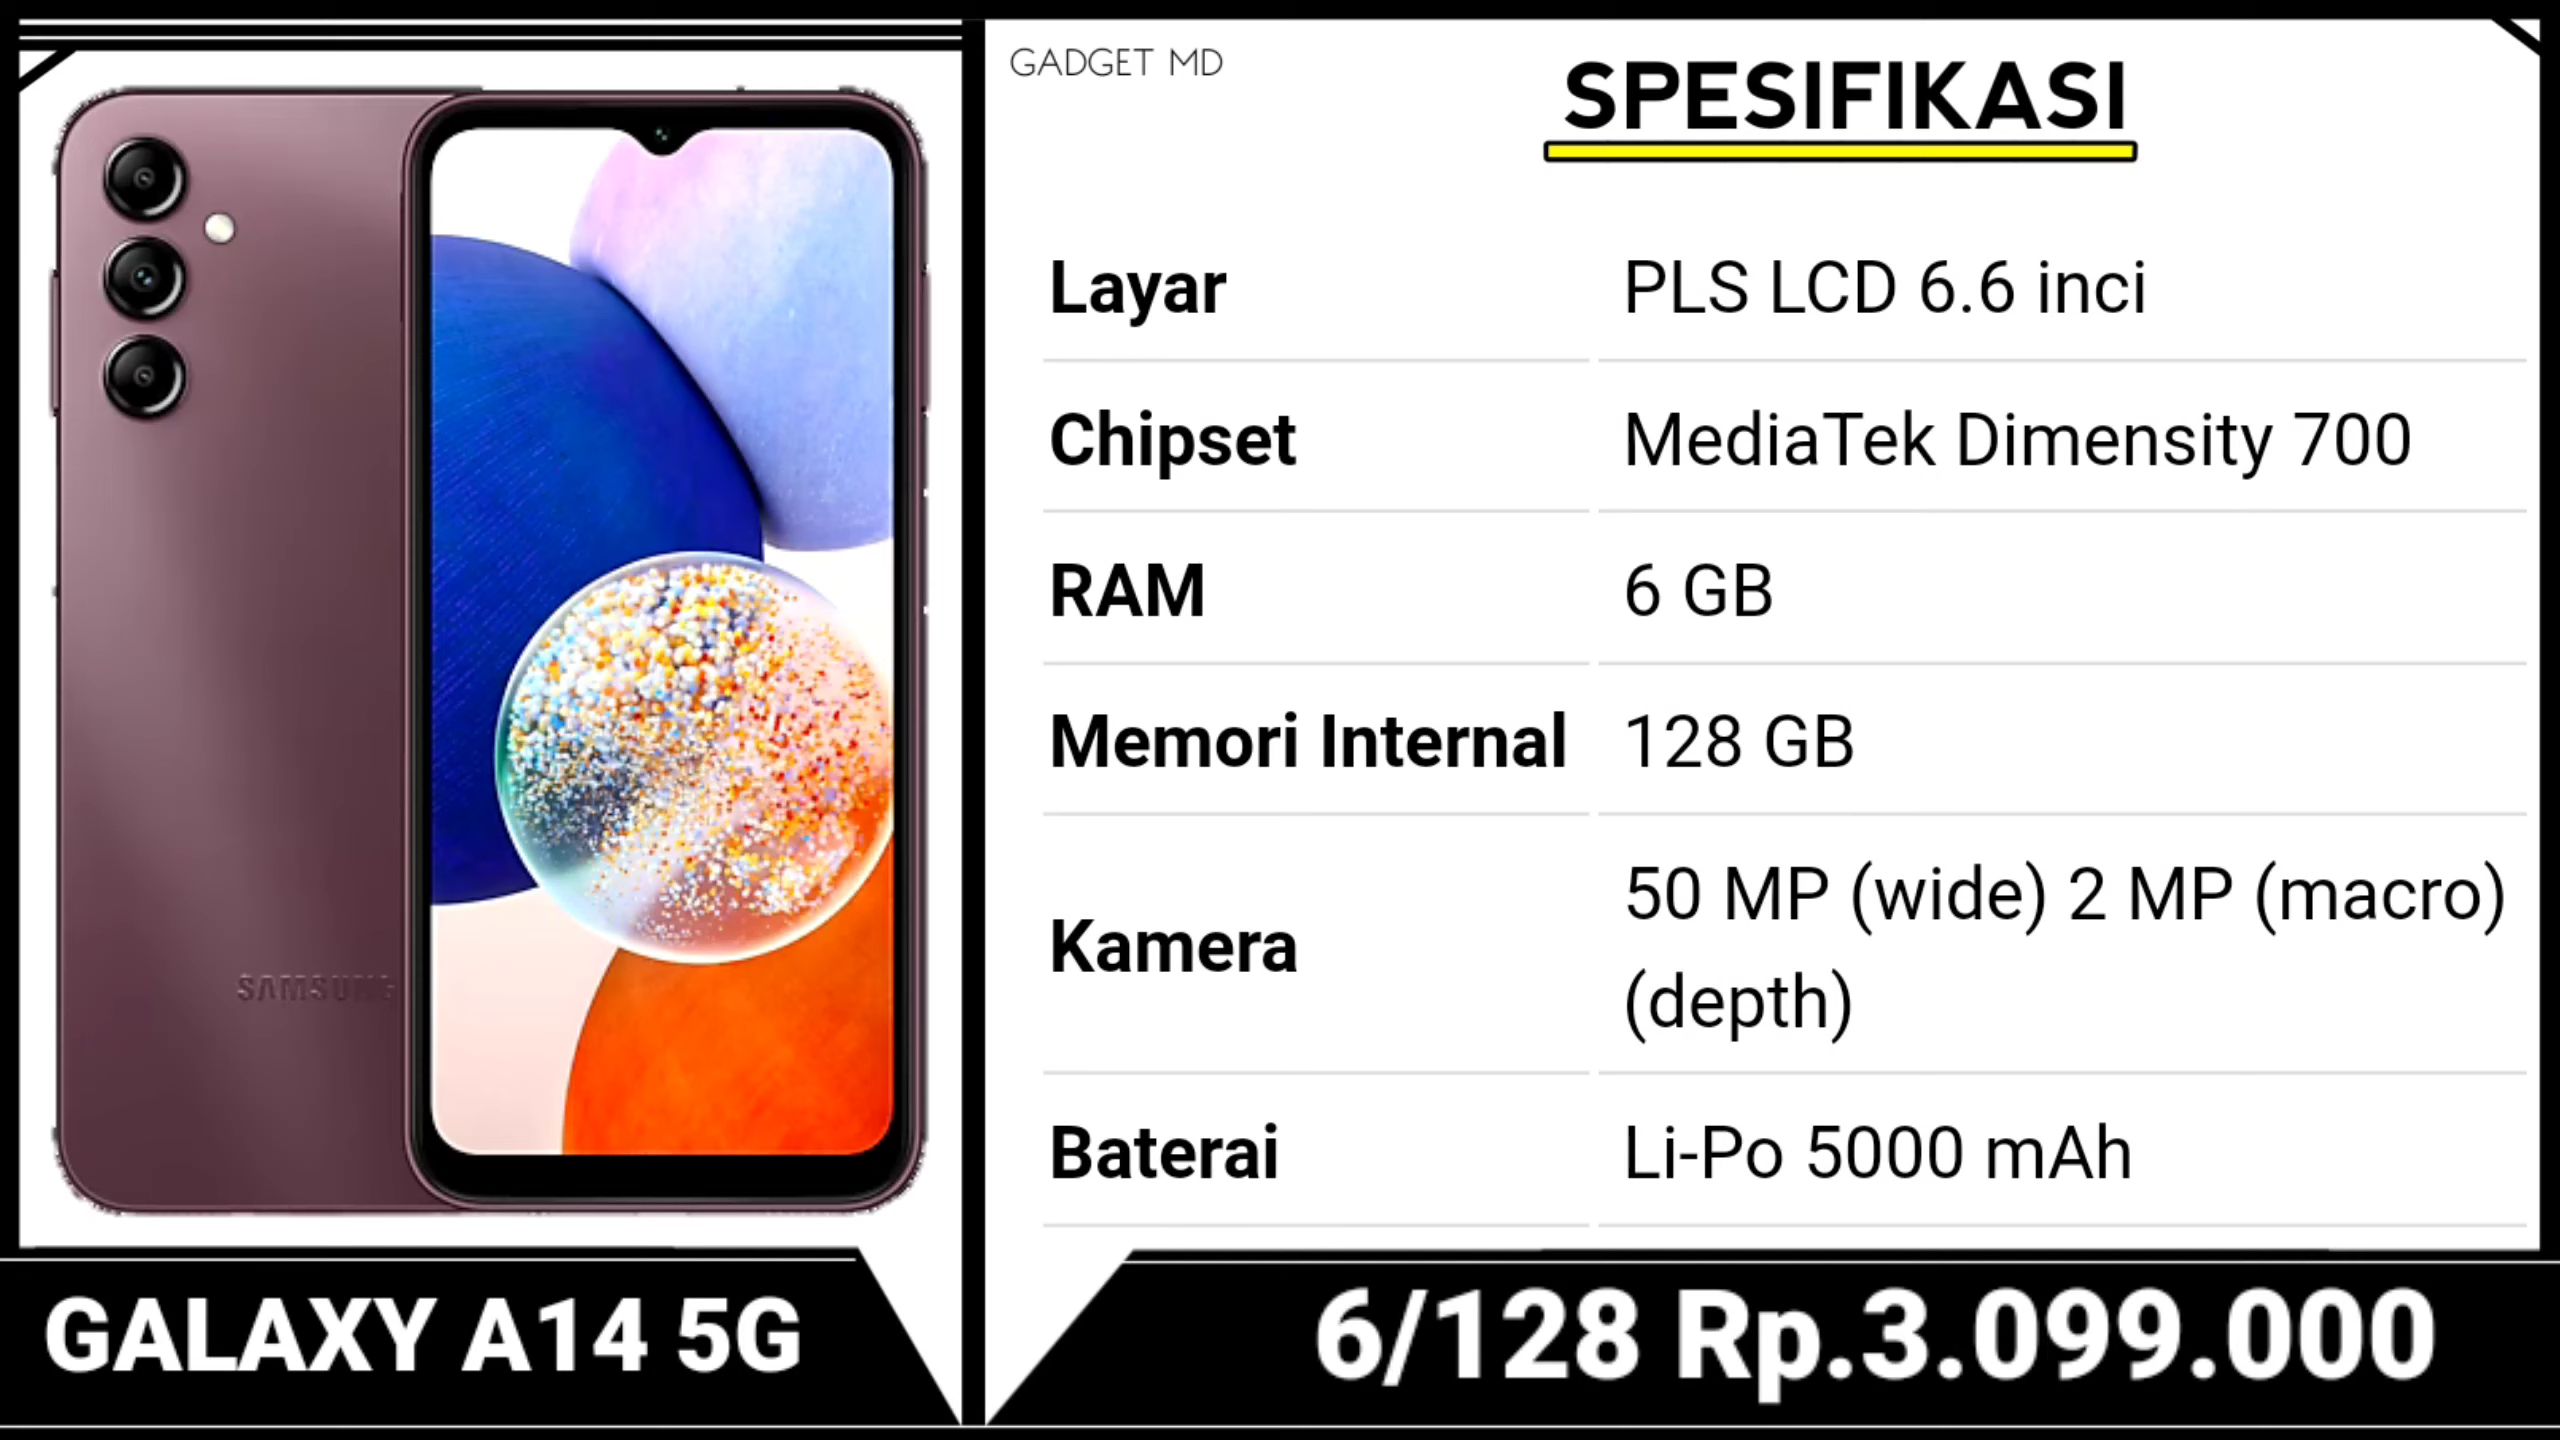 GADGET MD
SPESIFIKASI
Layar PLS LCD 6.6 inci
Chipset MediaTek Dimensity 700
RAM 6 GB
Memori Internal 128 GB
Kamera 50 MP (wide) 2 MP (macro)
(depth)
Baterai Li-Po 5000 mAh
SAMSUNG
GALAXY A14 5G
6/128 Rp.3.099.000